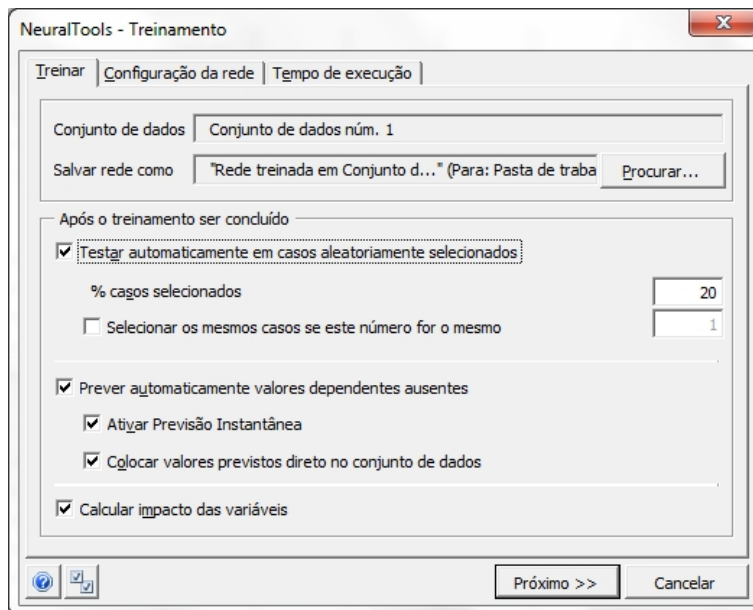 NeuralTools - Treinamento
Treinar Configuração da rede Tempo de execução
Conjunto de dados Conjunto de dados núm. 1
Salvar rede como "Rede treinada em Conjunto d..." (Para: Pasta de traba Procurar...
Após o treinamento ser concluído
Testar automaticamente em casos aleatoriamente selecionados
% casos selecionados 20
Selecionar os mesmos casos se este número for o mesmo 1
Prever automaticamente valores dependentes ausentes
Ativar Previsão Instantânea
Colocar valores previstos direto no conjunto de dados
Calcular impacto das variáveis
Próximo >> Cancelar